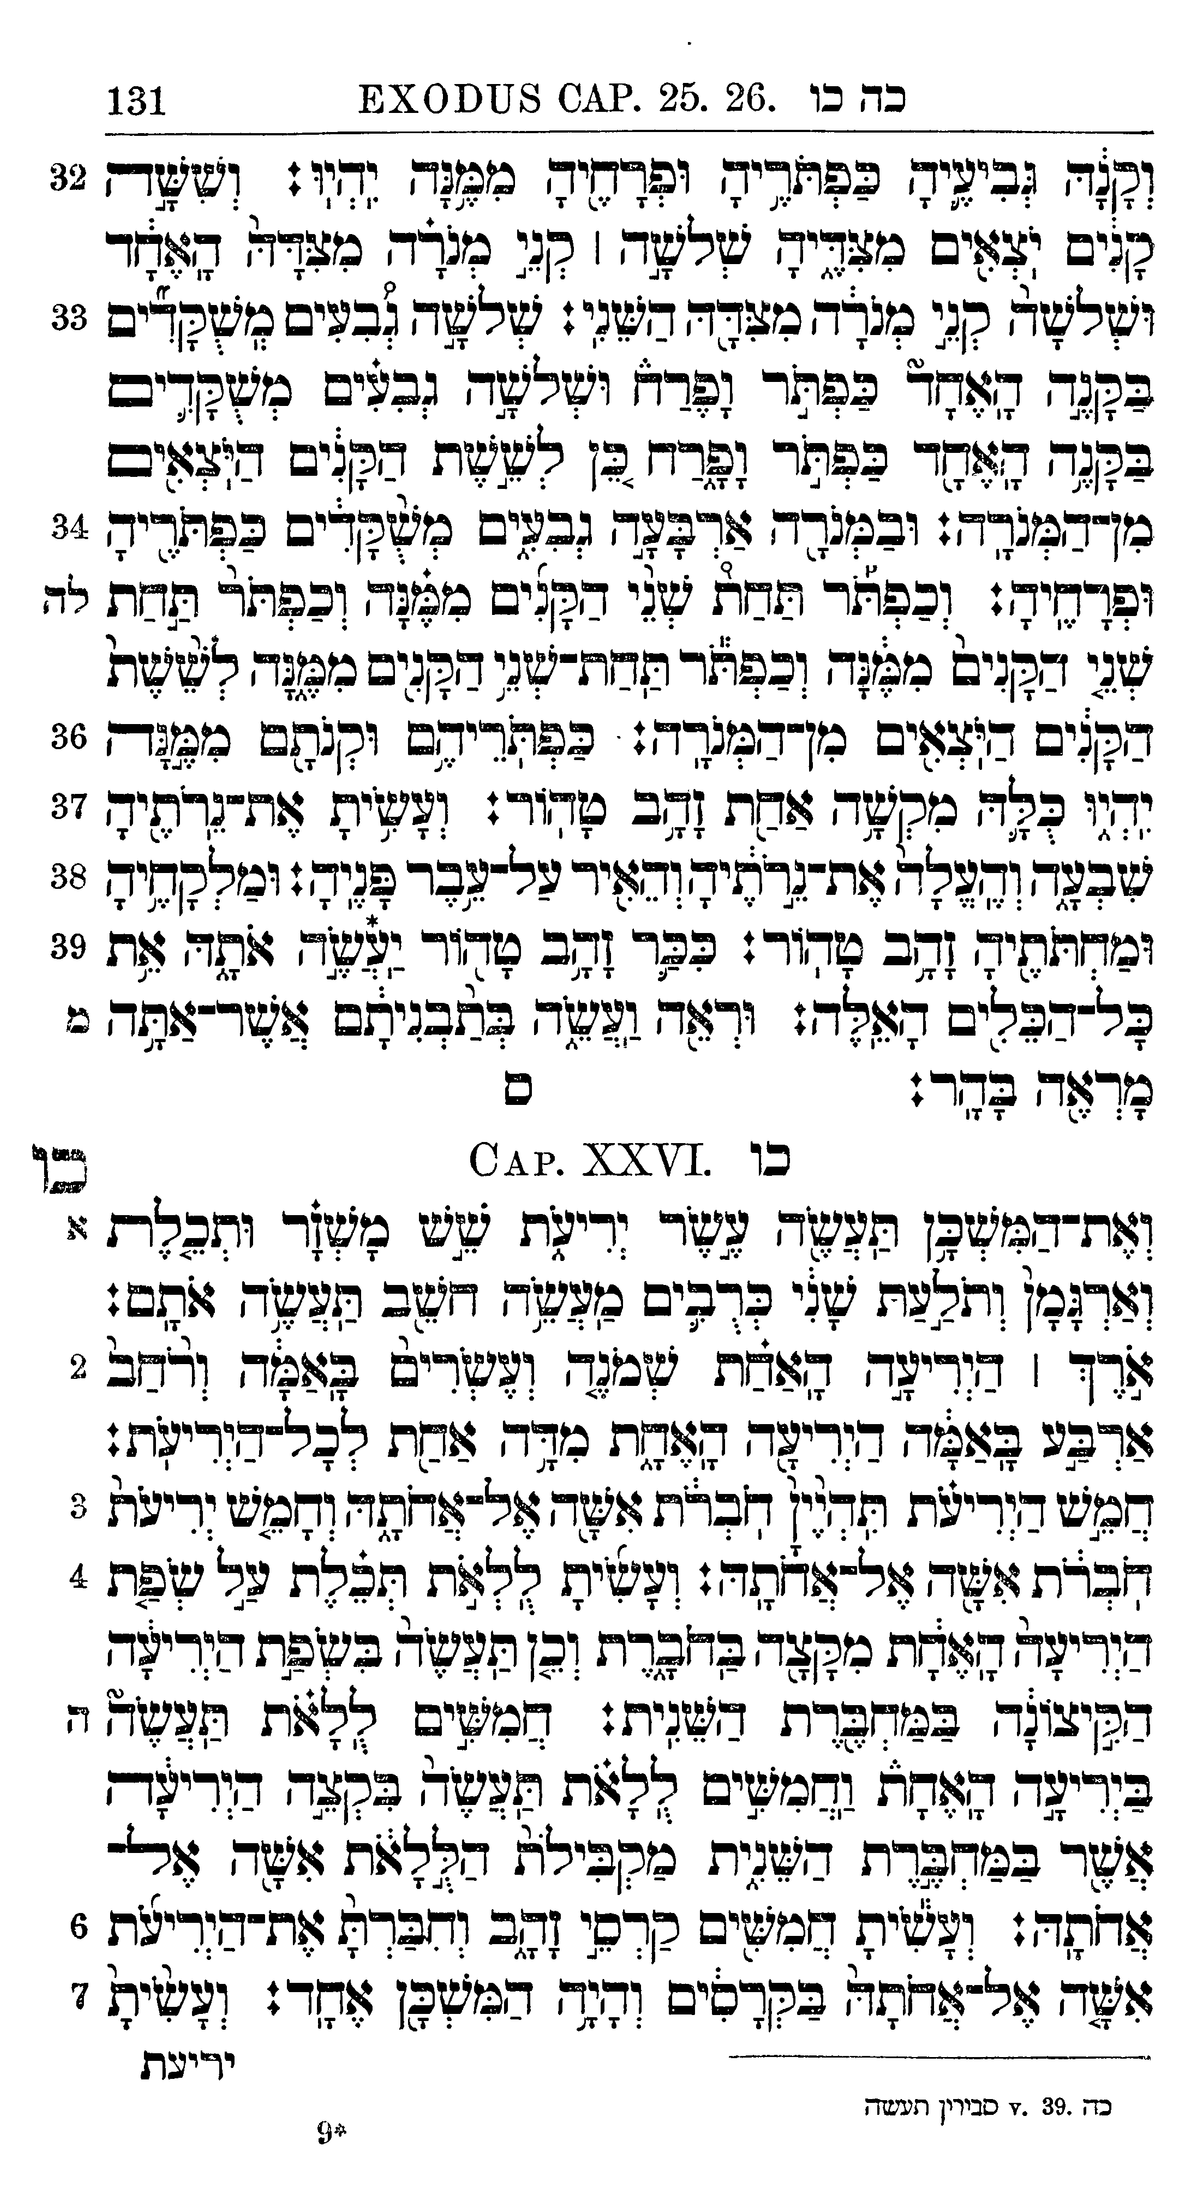 131 EXODUS CAP. 25. 26. כה כו
וְקָנָ֔הּ גְּבִיעֶ֛יהָ כַּפְתֹּרֶ֥יהָ וּפְרָחֶ֖יהָ מִמֶּ֥נָּה יִֽהְיֽוּ׃ וְשִׁשָּׁ֣ה 32
קָנִ֔ים יֹֽצְאִ֖ים מִצִּדֶּ֑יהָ שְׁלֹשָׁ֣ה ׀ קְנֵ֣י מְנֹרָ֗ה מִצִּדָּהּ֙ הָֽאֶחָ֔ד
וּשְׁלֹשָׁה֙ קְנֵ֣י מְנֹרָ֔ה מִצִּדָּ֖הּ הַשֵּׁנִֽי׃ שְׁלֹשָׁ֣ה גְ֠בִעִ֠ים מְֽשֻׁקָּדִ֞ים 33
בַּקָּנֶ֣ה הָֽאֶחָד֮ כַּפְתֹּ֣ר וָפֶרַח֒ וּשְׁלֹשָׁ֣ה גְבִעִ֗ים מְשֻׁקָּדִ֛ים
בַּקָּנֶ֥ה הָֽאֶחָ֖ד כַּפְתֹּ֣ר וָפָ֑רַח כֵּ֚ן לְשֵׁ֣שֶׁת הַקָּנִ֔ים הַיֹּֽצְאִ֖ים
מִן־הַמְּנֹרָֽה׃ וּבַמְּנֹרָ֖ה אַרְבָּעָ֣ה גְבִעִ֑ים מְשֻׁ֨קָּדִ֔ים כַּפְתֹּרֶ֖יהָ 34
וּפְרָחֶֽיהָ׃ וְכַפְתֹּ֡ר תַּחַת֩ שְׁנֵ֨י הַקָּנִ֜ים מִמֶּ֗נָּה וְכַפְתֹּר֙ תַּ֣חַת לה
שְׁנֵ֤י הַקָּנִים֙ מִמֶּ֔נָּה וְכַפְתֹּ֕ר תַּֽחַת־שְׁנֵ֥י הַקָּנִ֖ים מִמֶּ֑נָּה לְשֵׁ֨שֶׁת֙
הַקָּנִ֔ים הַיֹּֽצְאִ֖ים מִן־הַמְּנֹרָֽה׃ כַּפְתֹּֽרֵיהֶ֥ם וּקְנֹתָ֖ם מִמֶּ֣נָּה 36
יִֽהְי֑וּ כֻּלָּ֛הּ מִקְשָׁ֥ה אַחַ֖ת זָהָ֥ב טָהֽוֹר׃ וְעָשִׂ֥יתָ אֶת־נֵֽרֹתֶ֖יהָ 37
שִׁבְעָ֑ה וְהֶֽעֱלָה֙ אֶת־נֵ֣רֹתֶ֔יהָ וְהֵאִ֖יר עַל־עֵ֥בֶר פָּנֶֽיהָ׃ וּמַלְקָחֶ֥יהָ 38
וּמַחְתֹּתֶ֖יהָ זָהָ֥ב טָהֽוֹר׃ כִּכַּ֛ר זָהָ֥ב טָה֖וֹר יַֽעֲשֶׂ֣ה* אֹתָ֑הּ אֵ֥ת 39
כָּל־הַכֵּלִ֖ים הָאֵֽלֶּה׃ וּרְאֵ֖ה וַֽעֲשֵׂ֑ה בְּתַ֨בְנִיתָ֔ם אֲשֶׁר־אַתָּ֥ה מ
מָרְאֶ֖ה בָּהָֽר׃ ס
CAP. XXVI. כו כו
וְאֶת־הַמִּשְׁכָּ֥ן תַּֽעֲשֶׂ֖ה עֶ֣שֶׂר יְרִיעֹ֑ת שֵׁ֣שׁ מָשְׁזָ֗ר וּתְכֵ֤לֶת א
וְאַרְגָּמָן֙ וְתֹלַ֣עַת שָׁנִ֔י כְּרֻבִ֛ים מַֽעֲשֵׂ֥ה חֹשֵׁ֖ב תַּֽעֲשֶׂ֥ה אֹתָֽם׃
אֹ֣רֶךְ ׀ הַיְרִיעָ֣ה הָֽאַחַ֗ת שְׁמֹנֶ֤ה וְעֶשְׂרִים֙ בָּֽאַמָּ֔ה וְרֹ֨חַב֙ 2
אַרְבַּ֣ע בָּֽאַמָּ֔ה הַיְרִיעָ֖ה הָֽאֶחָ֑ת מִדָּ֥ה אַחַ֖ת לְכָל־הַיְרִיעֹֽת׃
חֲמֵ֣שׁ הַיְרִיעֹ֗ת תִּֽהְיֶ֨יןָ֙ חֹֽבְרֹ֔ת אִשָּׁ֖ה אֶל־אֲחֹתָ֑הּ וְחָמֵ֤שׁ יְרִיעֹת֙ 3
חֹֽבְרֹ֔ת אִשָּׁ֖ה אֶל־אֲחֹתָֽהּ׃ וְעָשִׂ֜יתָ לֻֽלְאֹ֣ת תְּכֵ֗לֶת עַ֣ל שְׂפַ֤ת 4
הַיְרִיעָה֙ הָֽאֶחָ֔ת מִקָּצָ֖ה בַּֽחֹבָ֑רֶת וְכֵ֤ן תַּֽעֲשֶׂה֙ בִּשְׂפַ֣ת הַיְרִיעָ֔ה
הַקִּ֣יצוֹנָ֔ה בַּמַּחְבֶּ֖רֶת הַשֵּׁנִֽית׃ חֲמִשִּׁ֣ים לֻֽלָאֹ֗ת תַּֽעֲשֶׂה֮ ה
בַּיְרִיעָ֣ה הָֽאֶחָת֒ וַֽחֲמִשִּׁ֣ים לֻֽלָאֹ֗ת תַּֽעֲשֶׂה֙ בִּקְצֵ֣ה הַיְרִיעָ֔ה
אֲשֶׁ֖ר בַּמַּחְבֶּ֣רֶת הַשֵּׁנִ֑ית מַקְבִּילֹת֙ הַלֻּ֣לָאֹ֔ת אִשָּׁ֖ה אֶל־
אֲחֹתָֽהּ׃ וְעָשִׂ֕יתָ חֲמִשִּׁ֖ים קַרְסֵ֣י זָהָ֑ב וְחִבַּרְתָּ֨ אֶת־הַיְרִיעֹ֜ת 6
אִשָּׁ֤ה אֶל־אֲחֹתָהּ֙ בַּקְּרָסִ֔ים וְהָיָ֥ה הַמִּשְׁכָּ֖ן אֶחָֽד׃ וְעָשִׂ֨יתָ֙ 7
יריעת
כה v. 39. סבירין תעשה
9*